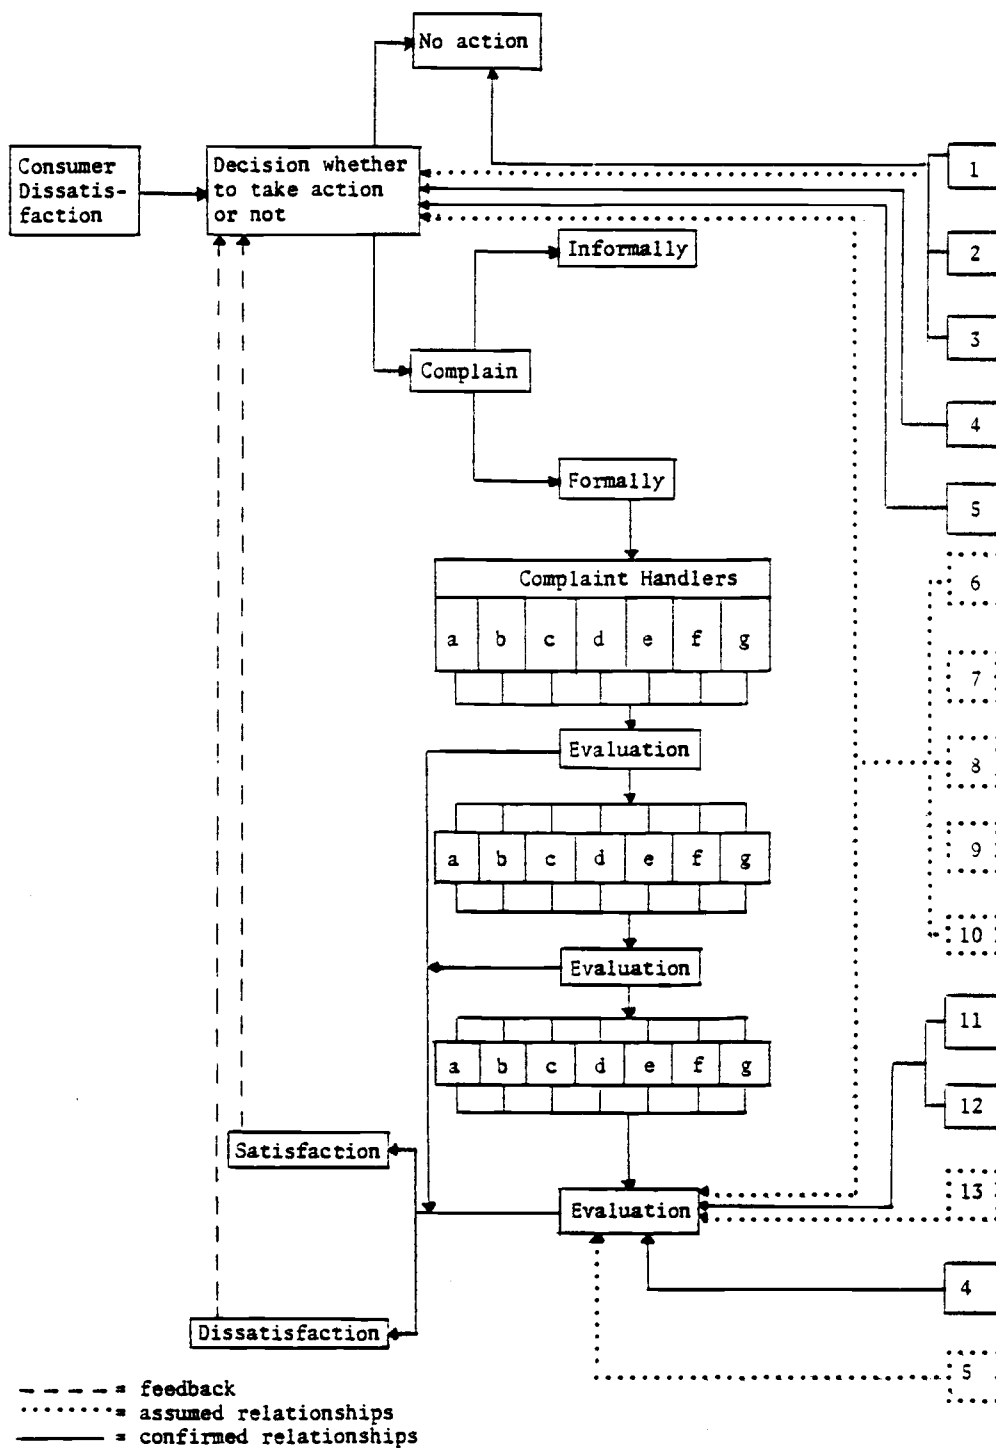 No action
Consumer
Dissatis-
faction
Decision whether
to take action
or not
1
2
Informally
3
Complain
4
Formally
5
Complaint Handlers
6
a b c d e f g
7
Evaluation
8
a b c d e f g
9
10
Evaluation
11
a b c d e f g
12
Satisfaction
13
Evaluation
4
Dissatisfaction
5
= feedback
= assumed relationships
= confirmed relationships